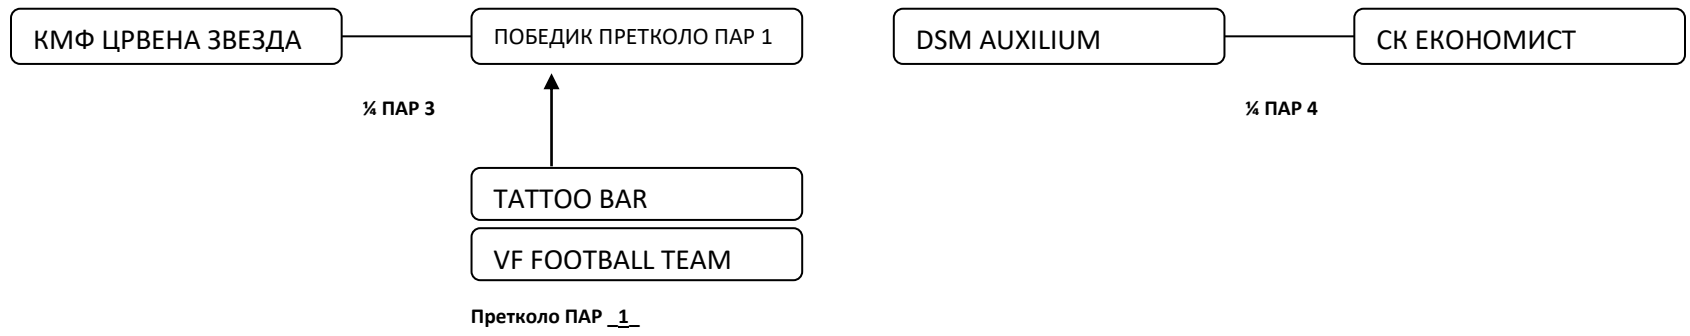 КМФ ЦРВЕНА ЗВЕЗДА
ПОБЕДИК ПРЕТКОЛО ПАР 1
DSM AUXILIUM
СК ЕКОНОМИСТ
¼ ПАР 3
¼ ПАР 4
TATTOO BAR
VF FOOTBALL TEAM
Претколо ПАР _1_